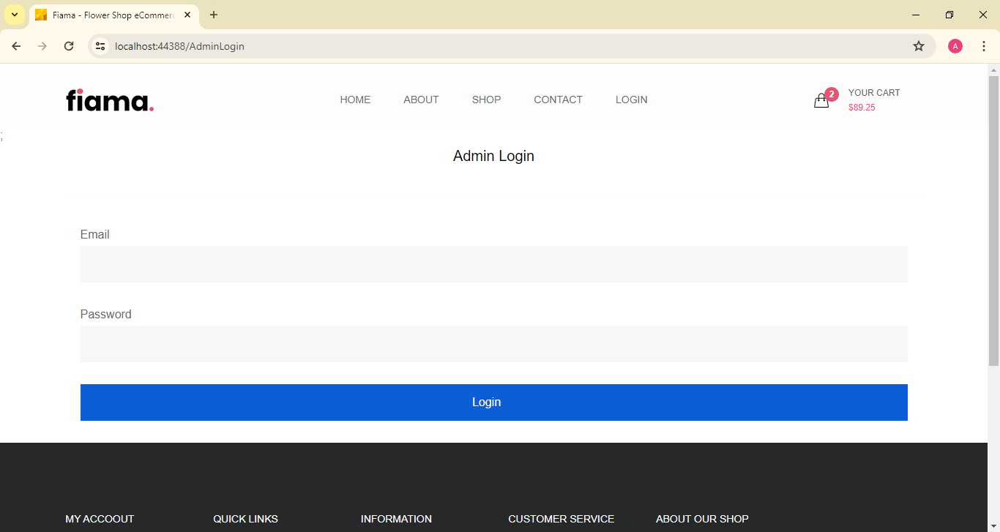 Fiama - Flower Shop eCommerc
localhost:44388/AdminLogin
A
fiama.
HOME ABOUT SHOP CONTACT LOGIN
2
YOUR CART
$89.25
;
Admin Login
Email
Password
Login
MY ACCOOUT QUICK LINKS INFORMATION CUSTOMER SERVICE ABOUT OUR SHOP